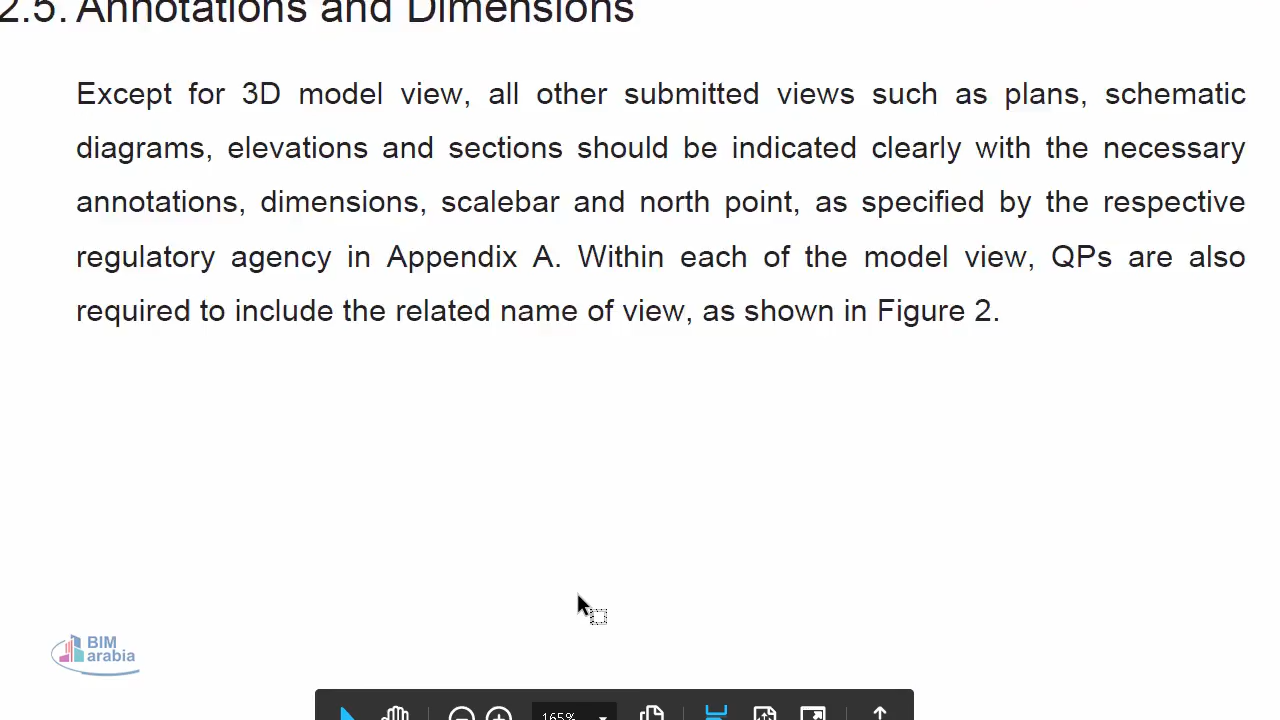 2.5. Annotations and Dimensions
Except for 3D model view, all other submitted views such as plans, schematic
diagrams, elevations and sections should be indicated clearly with the necessary
annotations, dimensions, scalebar and north point, as specified by the respective
regulatory agency in Appendix A. Within each of the model view, QPs are also
required to include the related name of view, as shown in Figure 2.
BIM
arabia
165%